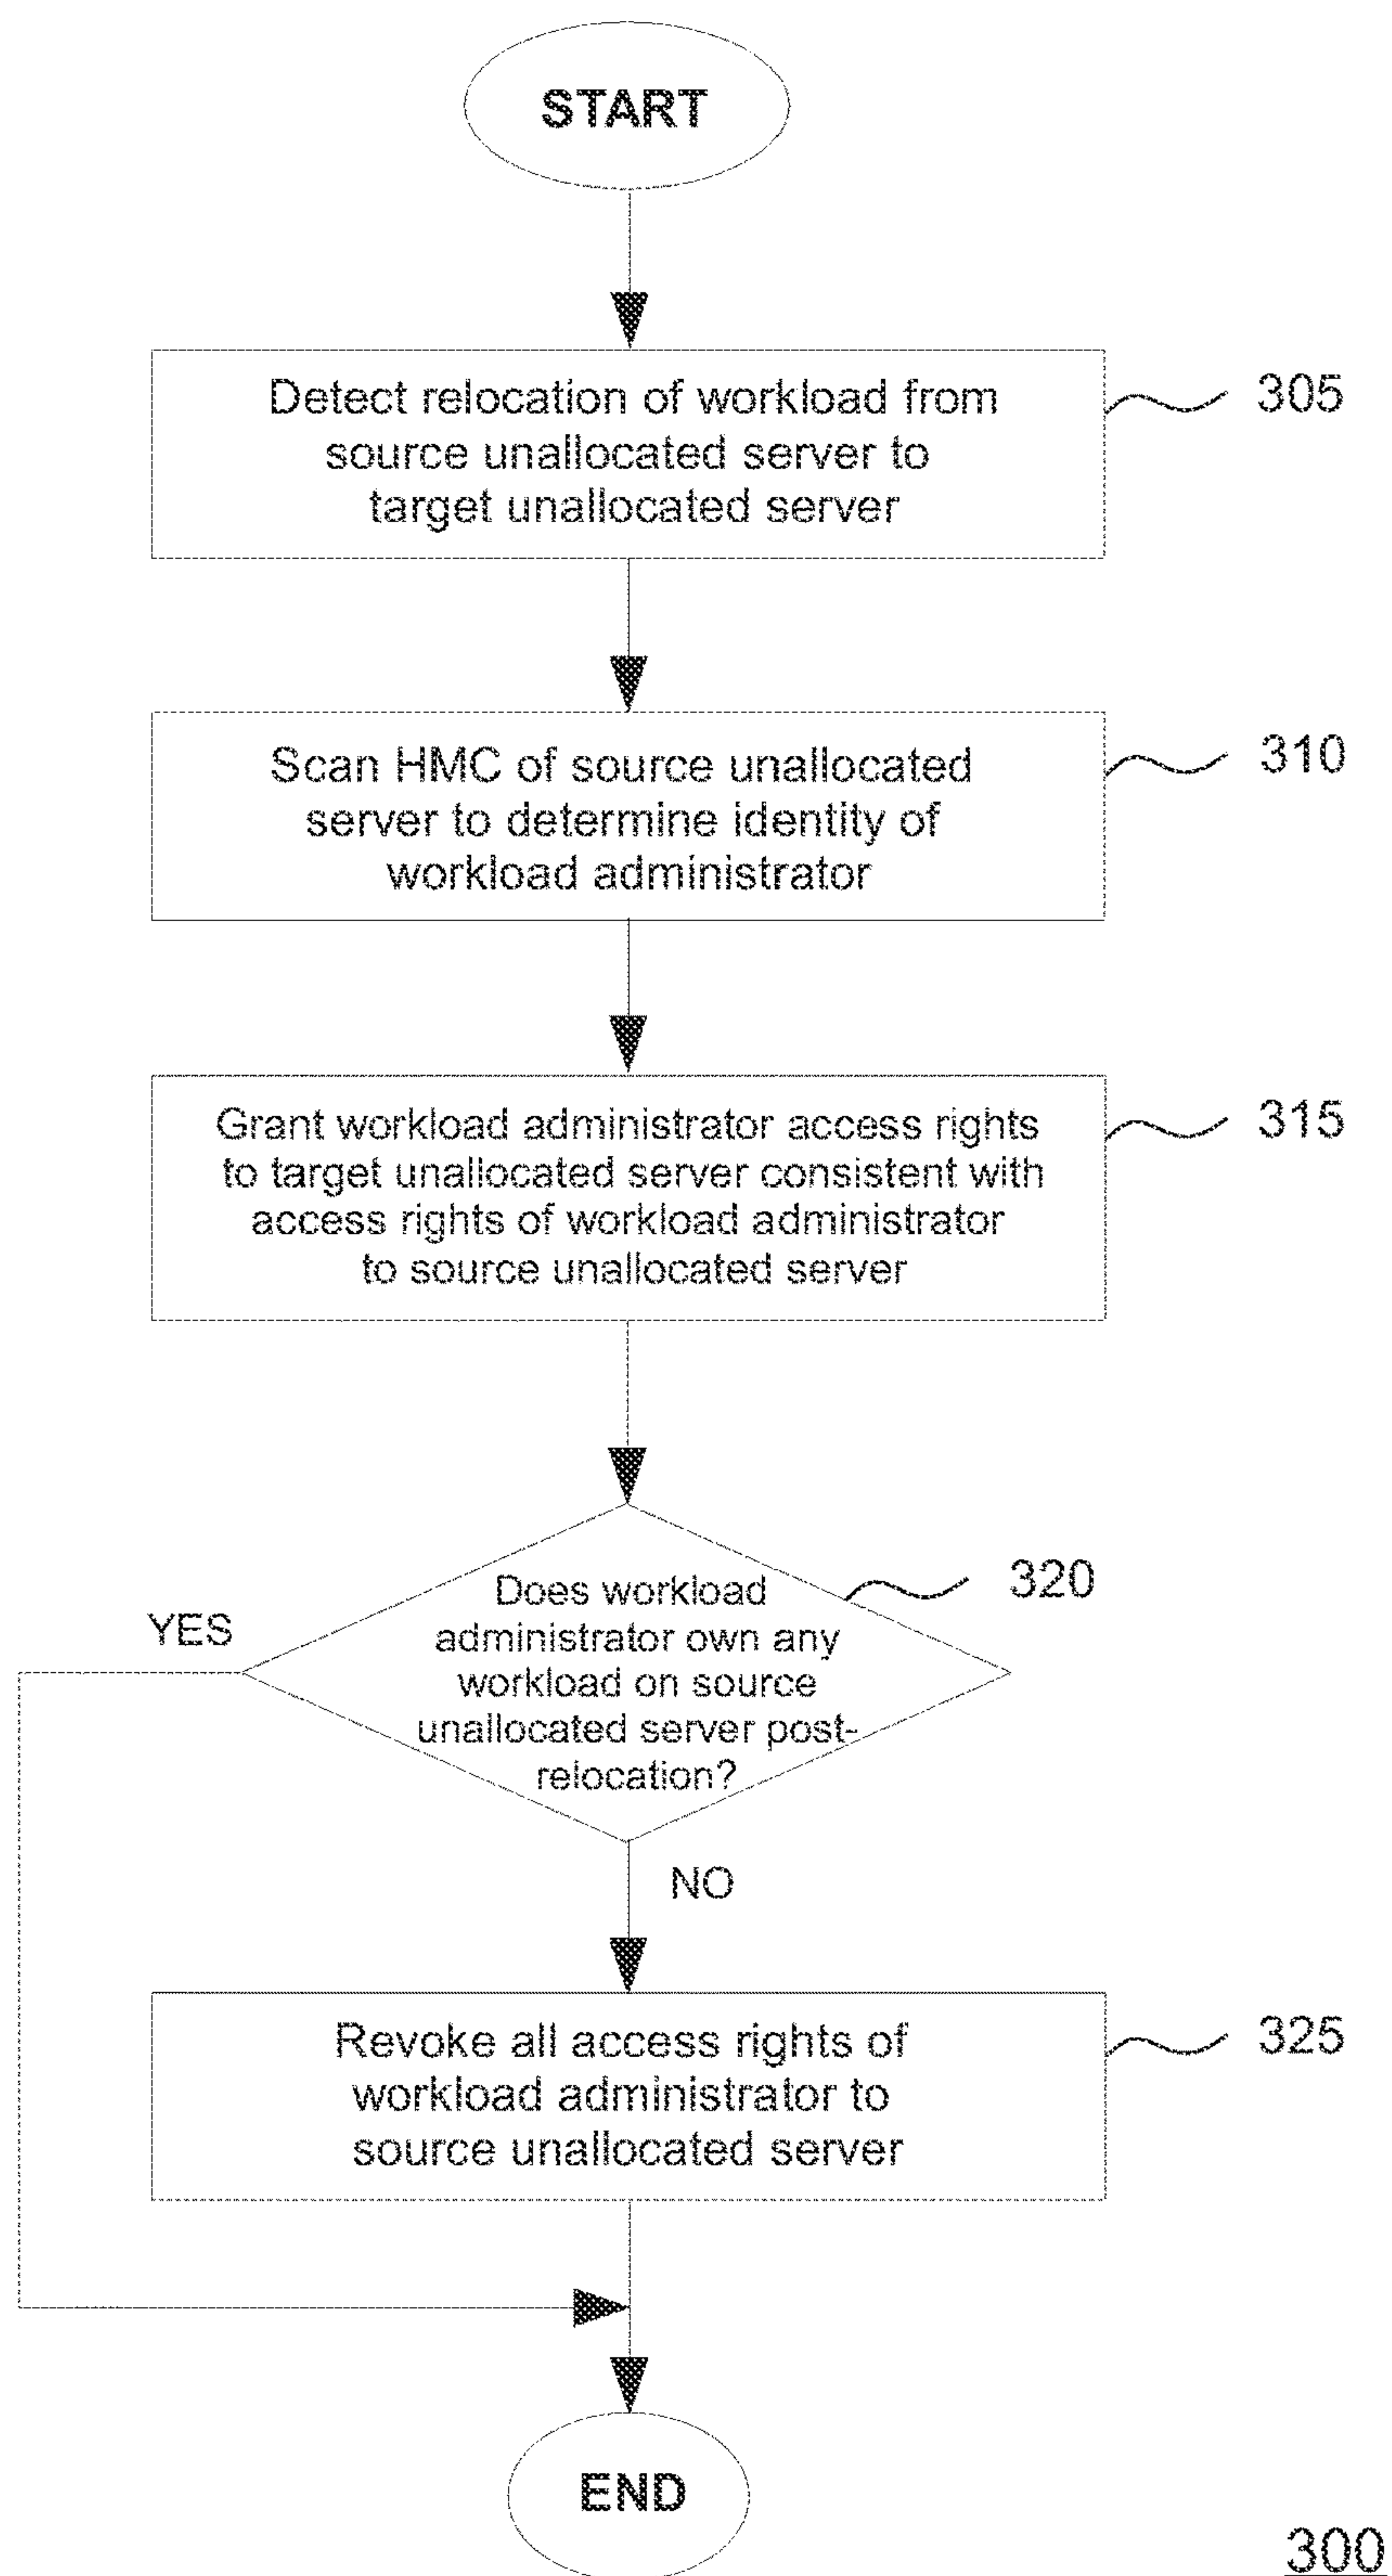 START
Detect relocation of workload from
source unallocated server to
target unallocated server
305
Scan HMC of source unallocated
server to determine identity of
workload administrator
310
Grant workload administrator access rights
to target unallocated server consistent with
access rights of workload administrator
to source unallocated server
315
Does workload
administrator own any
workload on source
unallocated server post-
relocation?
320
YES
NO
Revoke all access rights of
workload administrator to
source unallocated server
325
END
300